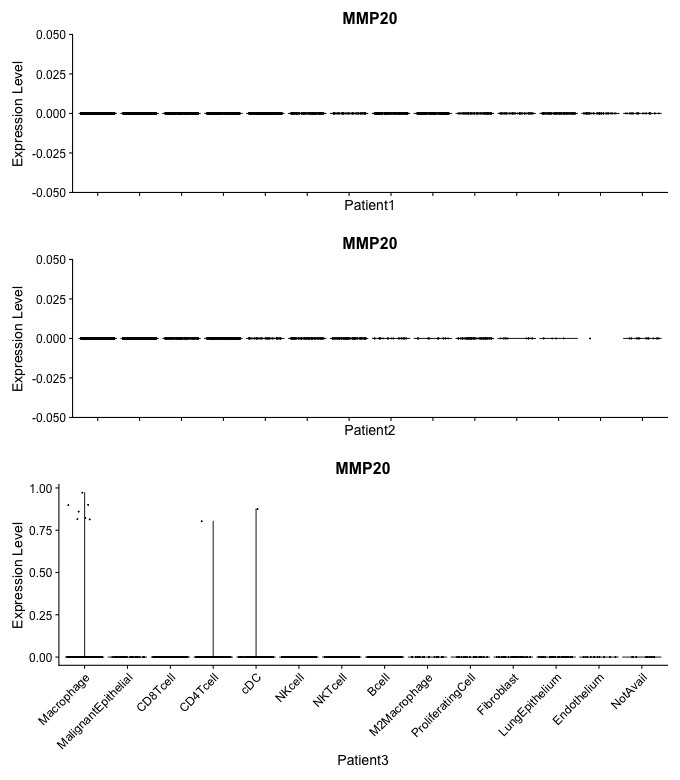 MMP20
Expression Level
0.050
0.025
0.000
-0.025
-0.050
Patient1
MMP20
Expression Level
0.050
0.025
0.000
-0.025
-0.050
Patient2
MMP20
Expression Level
1.00
0.75
0.50
0.25
0.00
Macrophage
MalignantEpithelial
CD8Tcell
CD4Tcell
cDC
NKcell
NKTcell
Bcell
M2Macrophage
ProliferatingCell
Fibroblast
LungEpithelium
Endothelium
NotAvail
Patient3